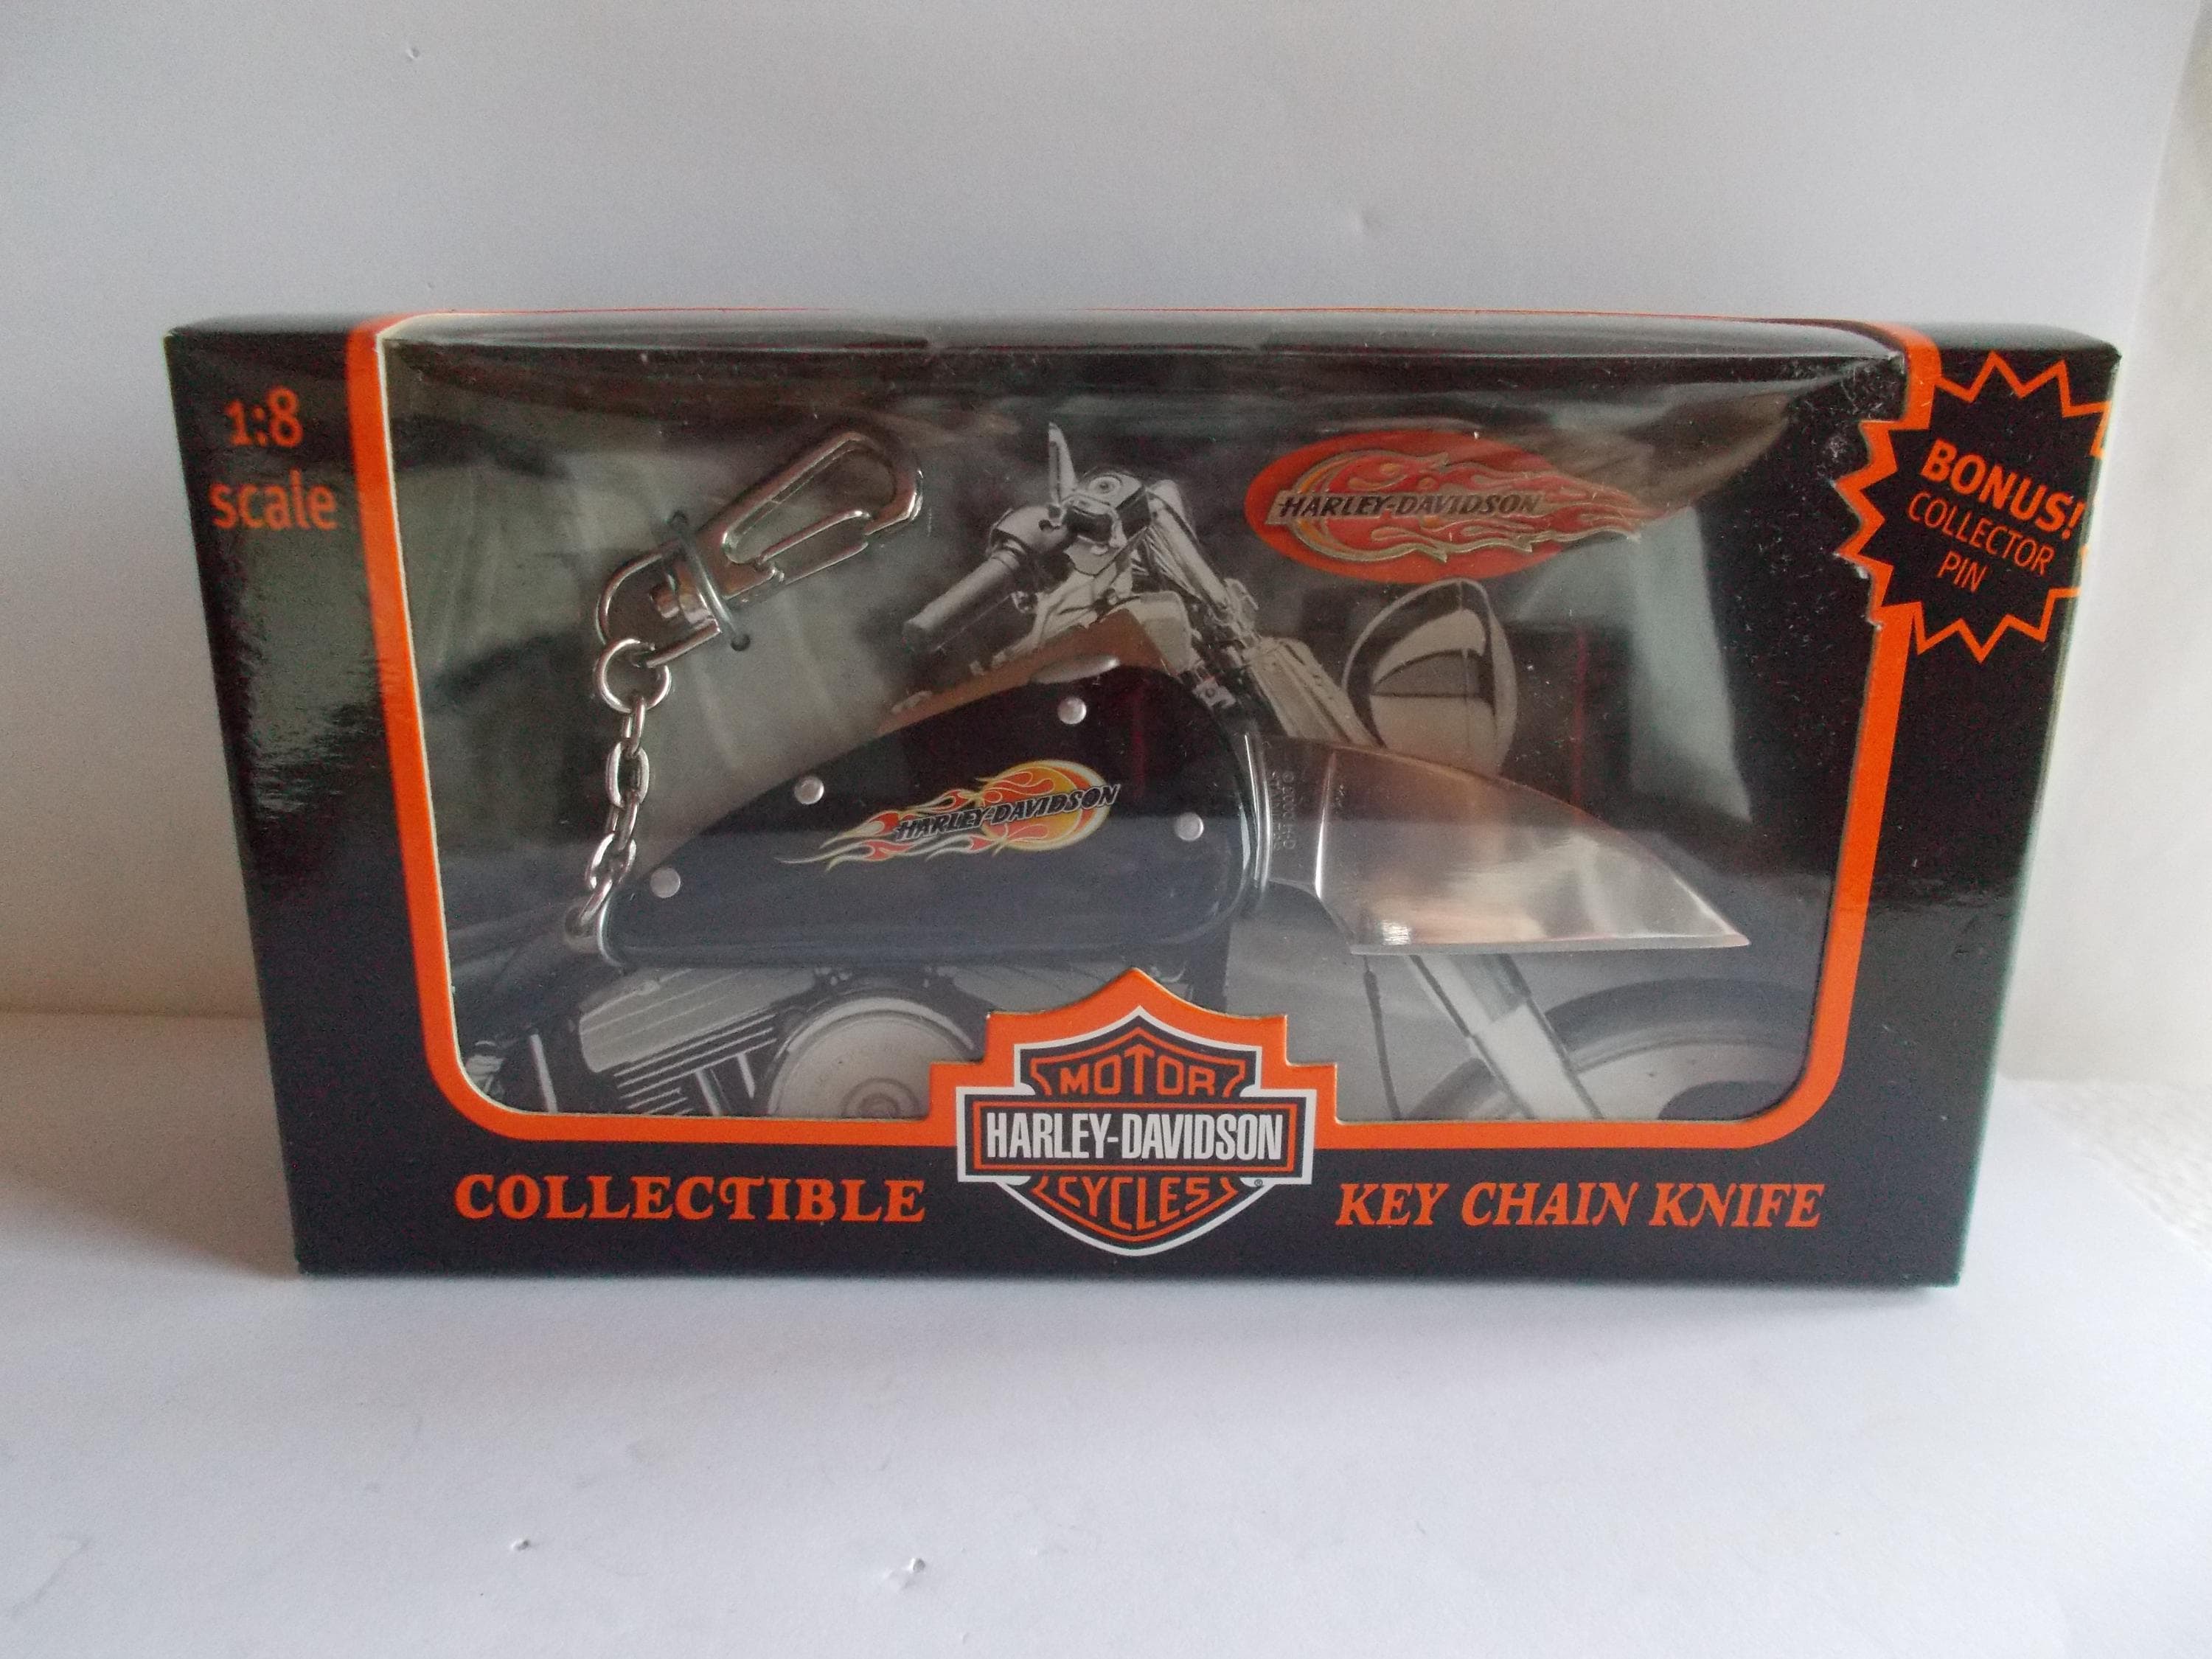 1:8
scale
BONUS!
COLLECTOR
PIN
HARLEY-DAVIDSON
HARLEY-DAVIDSON
MOTOR
HARLEY-DAVIDSON
CYCLES
®
COLLECTIBLE
KEY CHAIN KNIFE